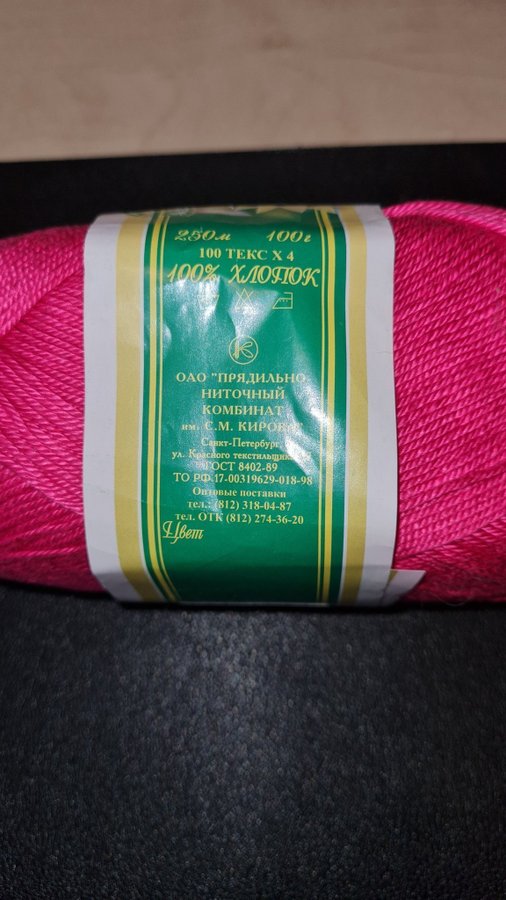 250м 100г
100 ТЕКС X 4
100% ХЛОПОК
К
ОАО "ПРЯДИЛЬНО
НИТОЧНЫЙ
КОМБИНАТ
им. С.М. КИРОВА"
Санкт-Петербург,
ул. Красного текстильщика
ГОСТ 8402-89
ТО РФ.17-00319629-018-98
Оптовые поставки
тел.: (812) 318-04-87
тел. ОТК (812) 274-36-20
Цвет